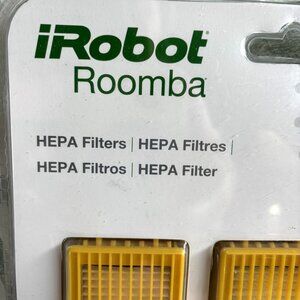 iRobot
Roomba
HEPA Filters | HEPA Filtres |
HEPA Filtros | HEPA Filter